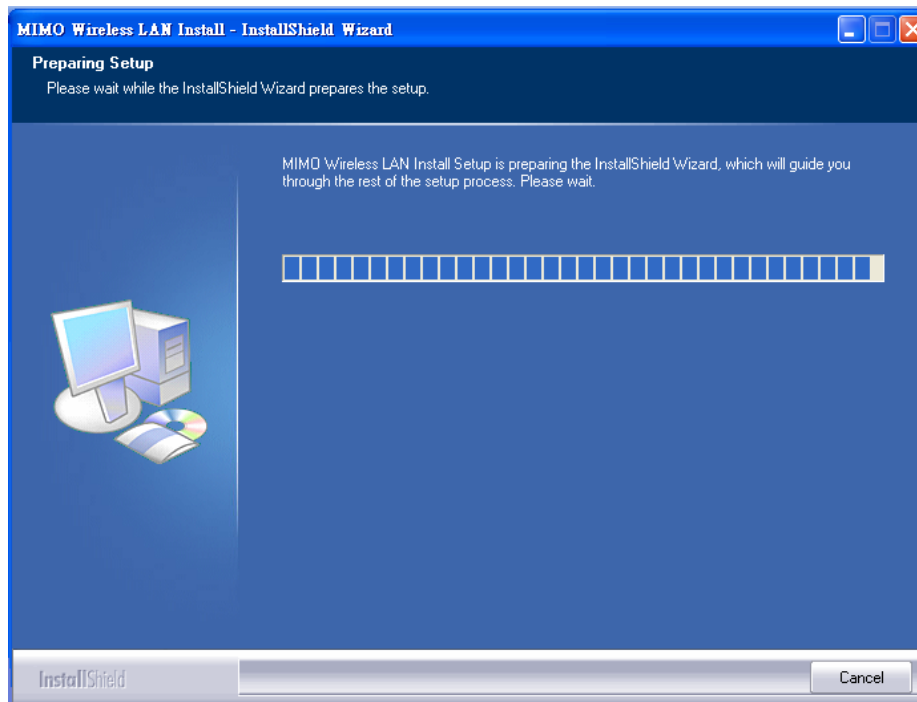 MIMO Wireless LAN Install - InstallShield Wizard
Preparing Setup
Please wait while the InstallShield Wizard prepares the setup.
MIMO Wireless LAN Install Setup is preparing the InstallShield Wizard, which will guide you
through the rest of the setup process. Please wait.
InstallShield
Cancel